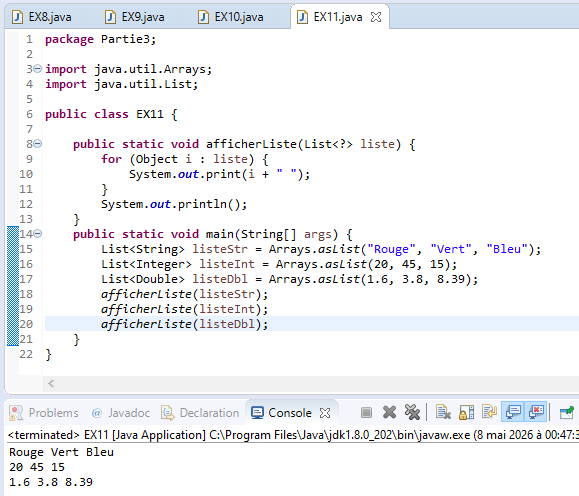 EX8.java EX9.java EX10.java EX11.java
1 package Partie3;
2
3 import java.util.Arrays;
4 import java.util.List;
5
6 public class EX11 {
7
8     public static void afficherListe(List<?> liste) {
9         for (Object i : liste) {
10             System.out.print(i + " ");
11         }
12         System.out.println();
13     }
14     public static void main(String[] args) {
15         List<String> listeStr = Arrays.asList("Rouge", "Vert", "Bleu");
16         List<Integer> listeInt = Arrays.asList(20, 45, 15);
17         List<Double> listeDbl = Arrays.asList(1.6, 3.8, 8.39);
18         afficherListe(listeStr);
19         afficherListe(listeInt);
20         afficherListe(listeDbl);
21     }
22 }
Problems @ Javadoc Declaration Console
<terminated> EX11 [Java Application] C:\Program Files\Java\jdk1.8.0_202\bin\javaw.exe (8 mai 2026 à 00:47:3
Rouge Vert Bleu
20 45 15
1.6 3.8 8.39